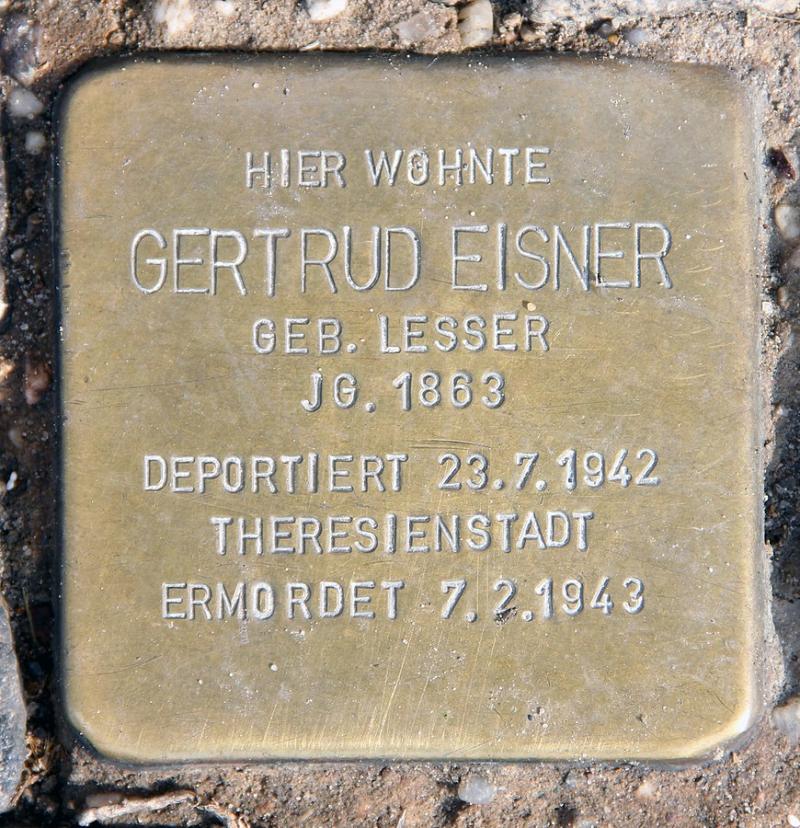 HIER WOHNTE
GERTRUD EISNER
GEB. LESSER
JG. 1863
DEPORTIERT 23.7.1942
THERESIENSTADT
ERMORDET 7.2.1943